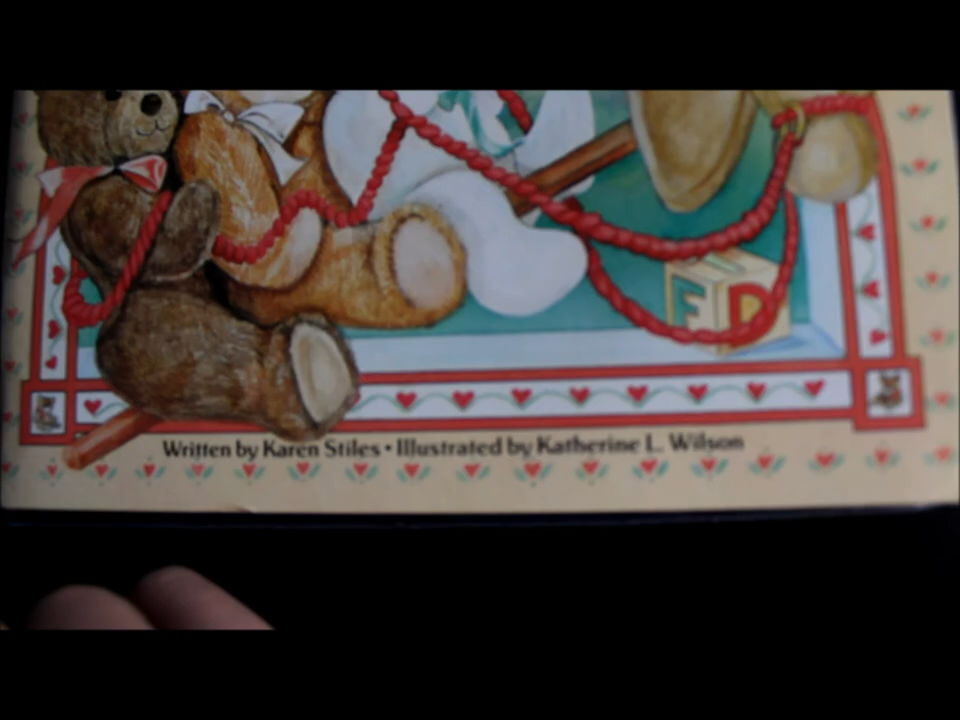 F D
Written by Karen Stiles • Illustrated by Katherine L. Wilson